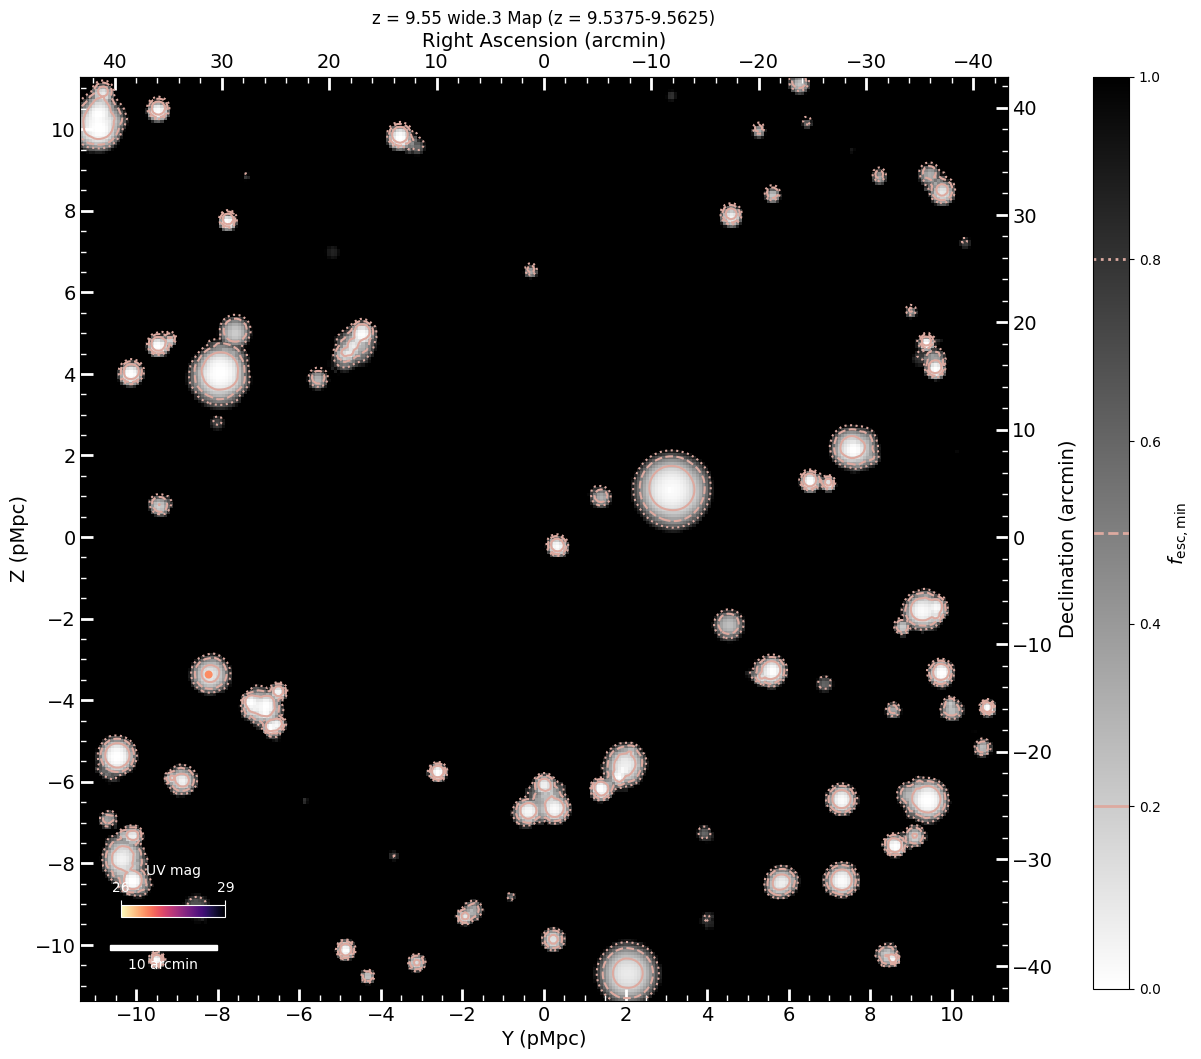 z = 9.55 wide.3 Map (z = 9.5375-9.5625)
Right Ascension (arcmin)
40 30 20 10 0 −10 −20 −30 −40
1.0
0.8
0.6
0.4
0.2
0.0
f_esc,min
40
30
20
10
0
−10
−20
−30
−40
Declination (arcmin)
10
8
6
4
2
0
−2
−4
−6
−8
−10
Z (pMpc)
UV mag
26 29
10 arcmin
−10 −8 −6 −4 −2 0 2 4 6 8 10
Y (pMpc)